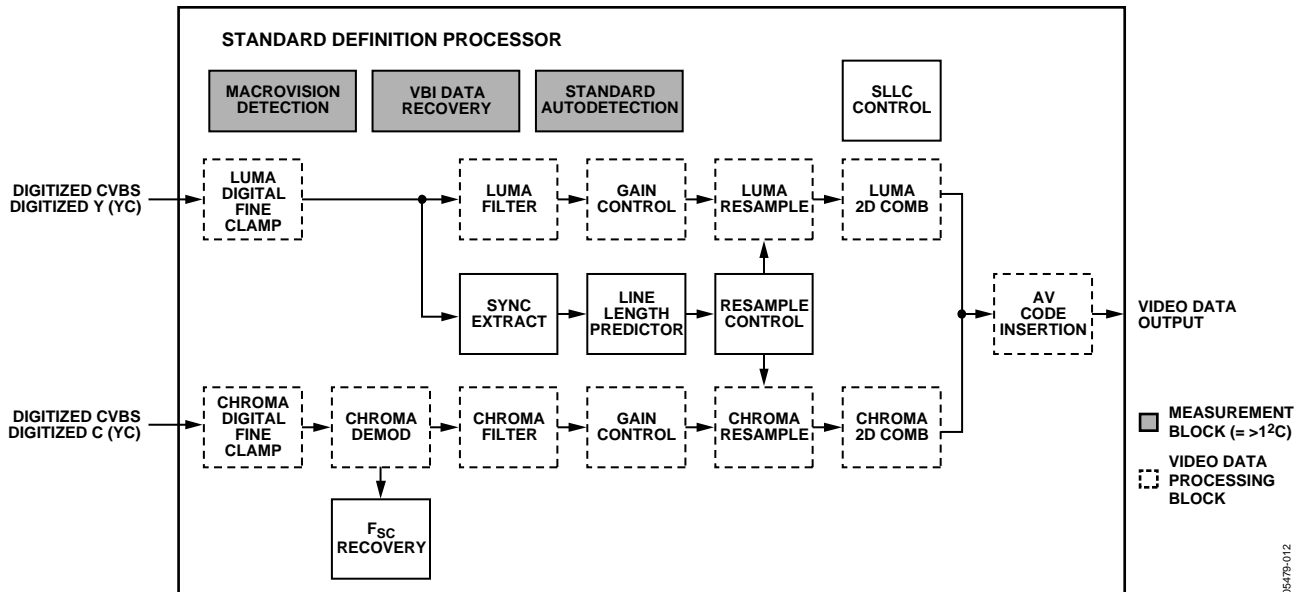 STANDARD DEFINITION PROCESSOR
MACROVISION
DETECTION
VBI DATA
RECOVERY
STANDARD
AUTODETECTION
SLLC
CONTROL
DIGITIZED CVBS
DIGITIZED Y (YC)
LUMA
DIGITAL
FINE
CLAMP
LUMA
FILTER
GAIN
CONTROL
LUMA
RESAMPLE
LUMA
2D COMB
SYNC
EXTRACT
LINE
LENGTH
PREDICTOR
RESAMPLE
CONTROL
AV
CODE
INSERTION
VIDEO DATA
OUTPUT
DIGITIZED CVBS
DIGITIZED C (YC)
CHROMA
DIGITAL
FINE
CLAMP
CHROMA
DEMOD
CHROMA
FILTER
GAIN
CONTROL
CHROMA
RESAMPLE
CHROMA
2D COMB
FSC
RECOVERY
MEASUREMENT
BLOCK (= >1²C)
VIDEO DATA
PROCESSING
BLOCK
05479-012